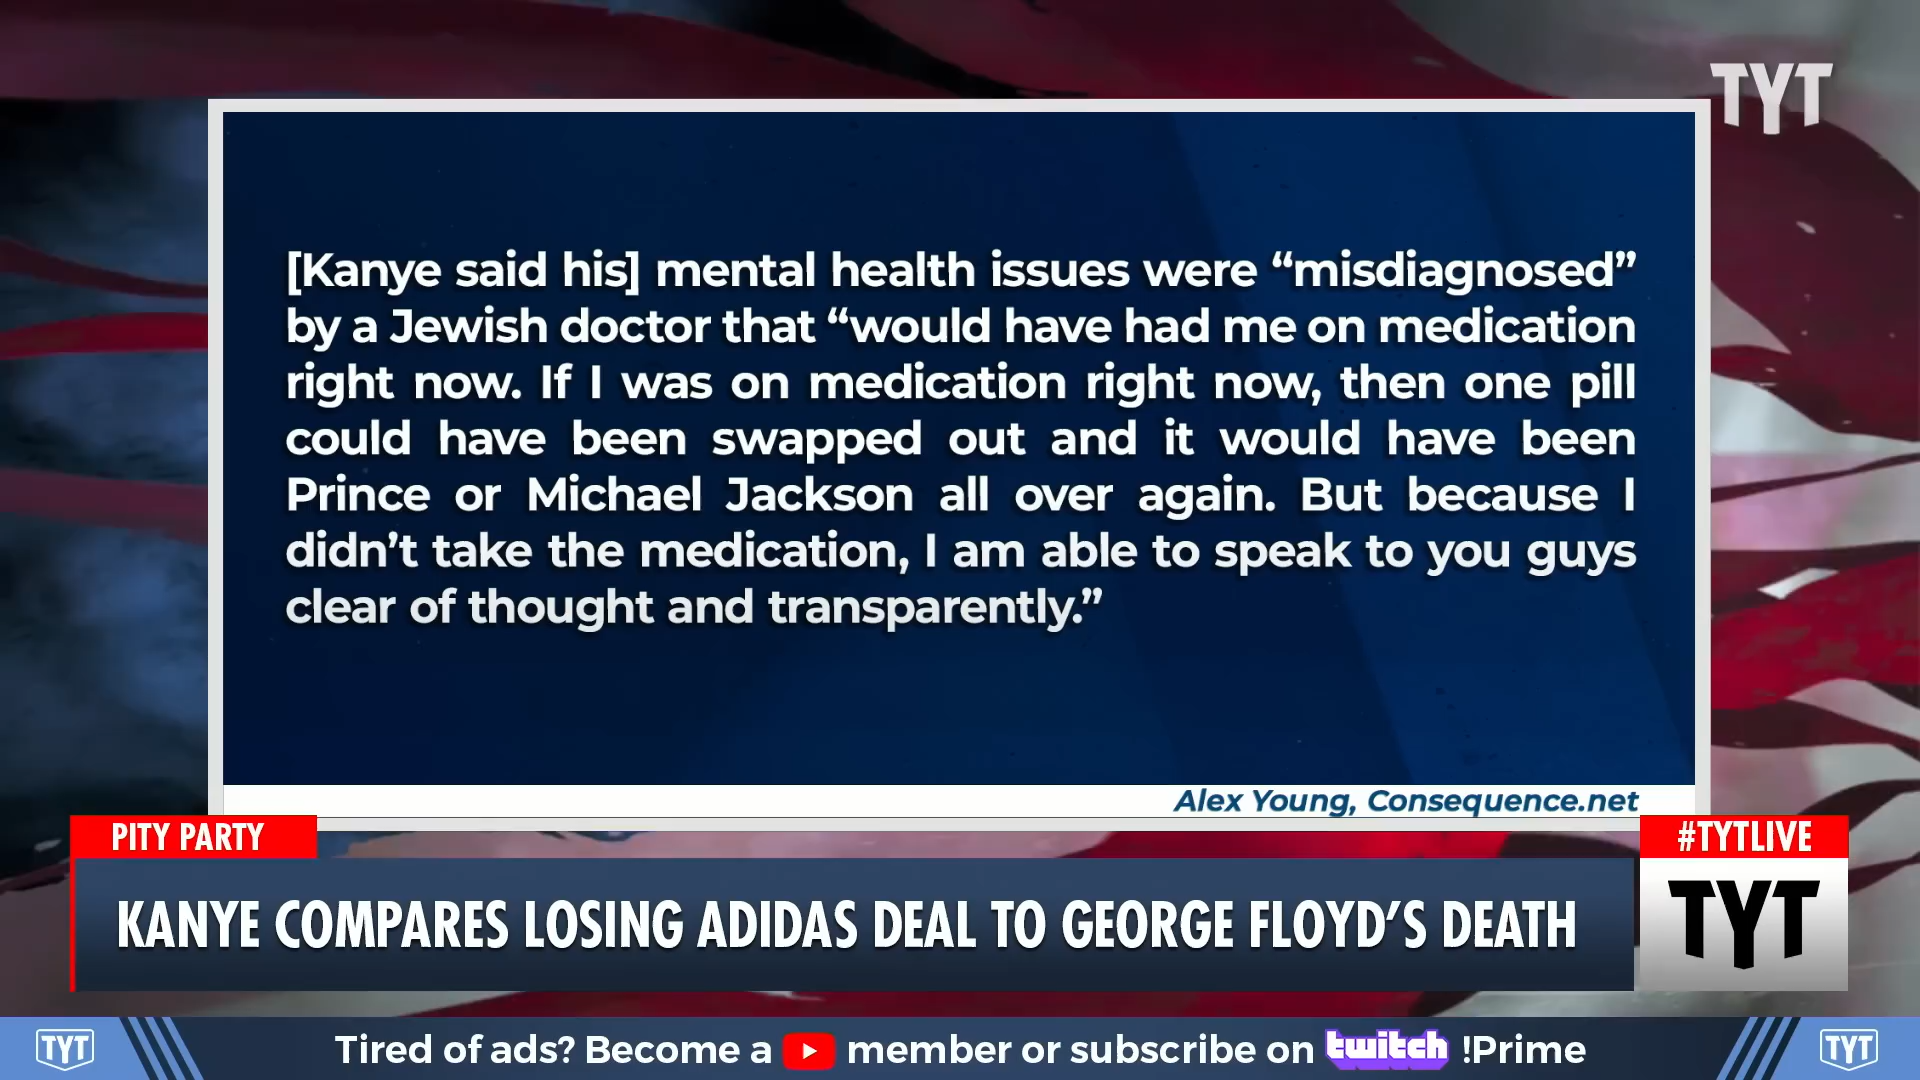 TYT
[Kanye said his] mental health issues were “misdiagnosed”
by a Jewish doctor that “would have had me on medication
right now. If I was on medication right now, then one pill
could have been swapped out and it would have been
Prince or Michael Jackson all over again. But because I
didn’t take the medication, I am able to speak to you guys
clear of thought and transparently.”
Alex Young, Consequence.net
PITY PARTY
#TYTLIVE
KANYE COMPARES LOSING ADIDAS DEAL TO GEORGE FLOYD’S DEATH
TYT
TYT
Tired of ads? Become a member or subscribe on twitch !Prime
TYT